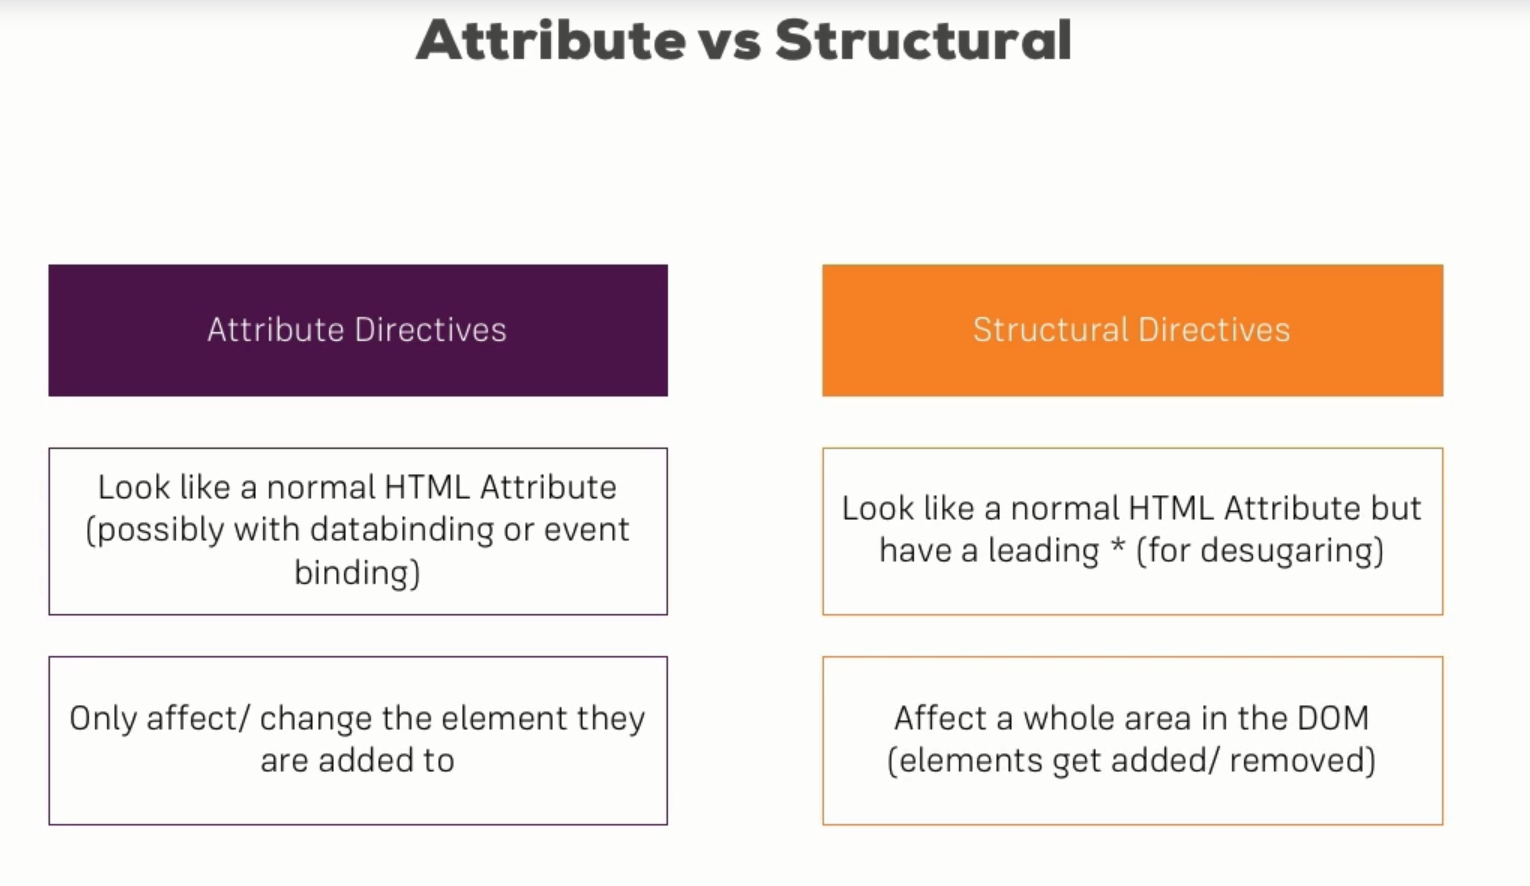 Attribute vs Structural
Attribute Directives
Structural Directives
Look like a normal HTML Attribute
(possibly with databinding or event
binding)
Look like a normal HTML Attribute but
have a leading * (for desugaring)
Only affect/ change the element they
are added to
Affect a whole area in the DOM
(elements get added/ removed)